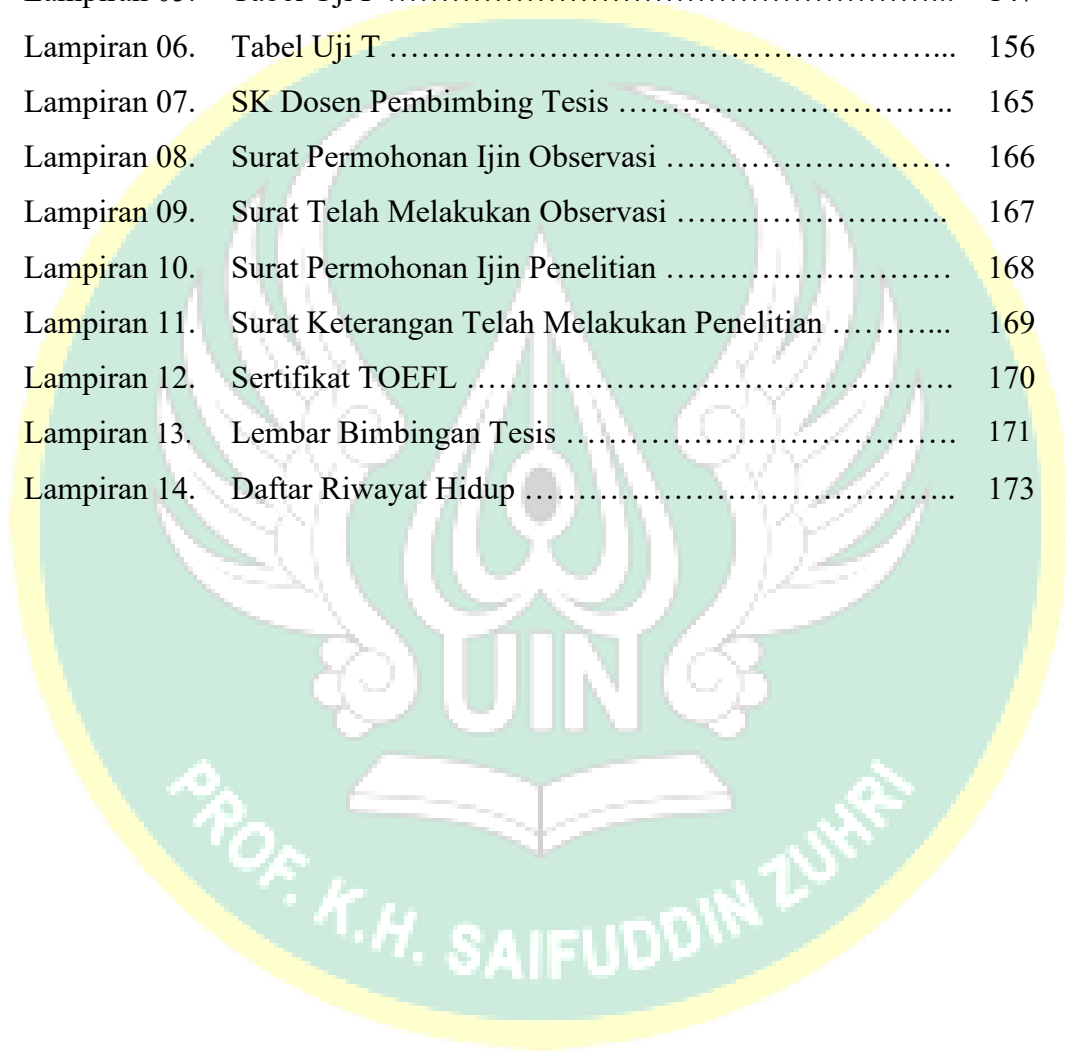 Lampiran 06. Tabel Uji T ……………………………………………….... 156
Lampiran 07. SK Dosen Pembimbing Tesis ………………………….. 165
Lampiran 08. Surat Permohonan Ijin Observasi ……………………… 166
Lampiran 09. Surat Telah Melakukan Observasi …………………….. 167
Lampiran 10. Surat Permohonan Ijin Penelitian ……………………… 168
Lampiran 11. Surat Keterangan Telah Melakukan Penelitian ………... 169
Lampiran 12. Sertifikat TOEFL ………………………………………. 170
Lampiran 13. Lembar Bimbingan Tesis ………………………………. 171
Lampiran 14. Daftar Riwayat Hidup ………………………………….. 173
UIN
PROF. K.H. SAIFUDDIN ZUHRI